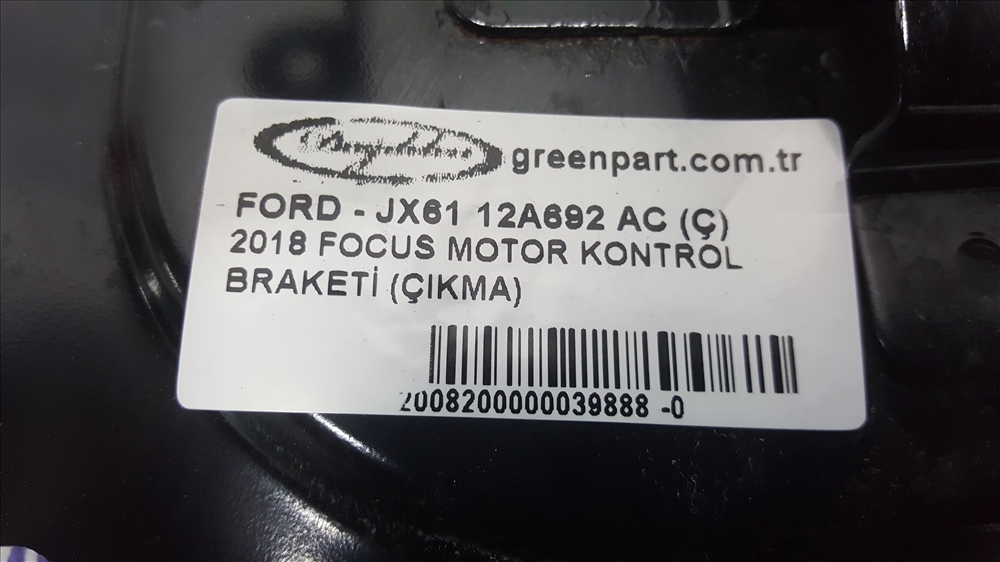 greenpart.com.tr
FORD - JX61 12A692 AC (Ç)
2018 FOCUS MOTOR KONTROL
BRAKETİ (ÇIKMA)
2008200000039888 -0